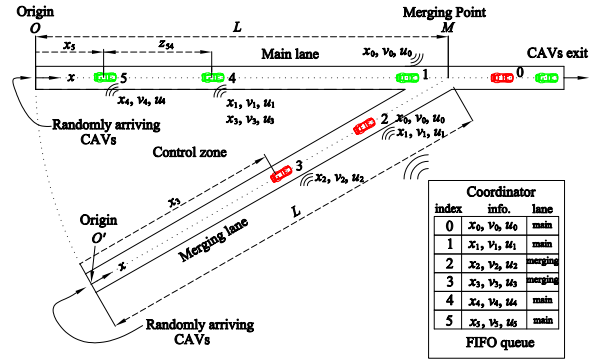 Origin
O
L
Merging Point
M
x5
z54
Main lane
x0, v0, u0
CAVs exit
x
5
4
1
0
x4, v4, u4
x1, v1, u1
x3, v3, u3
Randomly arriving
CAVs
2
x0, v0, u0
x1, v1, u1
Control zone
3
x2, v2, u2
x3
L
Origin
O'
x
Merging lane
Randomly arriving
CAVs
Coordinator
index info. lane
0 x0, v0, u0 main
1 x1, v1, u1 main
2 x2, v2, u2 merging
3 x3, v3, u3 merging
4 x4, v4, u4 main
5 x5, v5, u5 main
FIFO queue